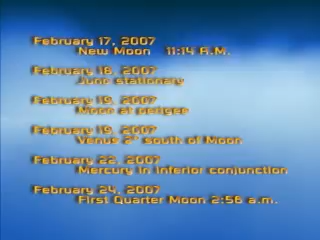 February 17, 2007
New Moon 11:14 A.M.
February 18, 2007
Juno stationary
February 19, 2007
Moon at perigee
February 19, 2007
Venus 2° south of Moon
February 22, 2007
Mercury in inferior conjunction
February 24, 2007
First Quarter Moon 2:56 a.m.